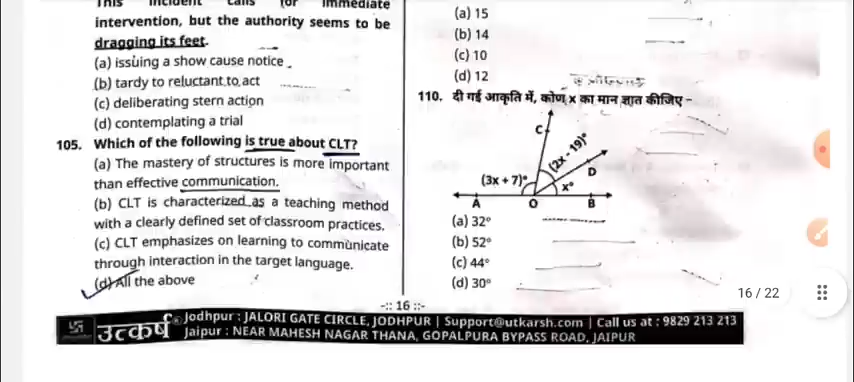 This incident calls for immediate
intervention, but the authority seems to be
dragging its feet.
(a) issuing a show cause notice
(b) tardy to reluctant to act
(c) deliberating stern action
(d) contemplating a trial
105. Which of the following is true about CLT?
(a) The mastery of structures is more important
than effective communication.
(b) CLT is characterized as a teaching method
with a clearly defined set of classroom practices.
(c) CLT emphasizes on learning to communicate
through interaction in the target language.
(d) All the above
(a) 15
(b) 14
(c) 10
(d) 12
110. दी गई आकृति में, कोण x का मान ज्ञात कीजिए -
C
(2x - 19)°
D
(3x + 7)°
x°
A O B
(a) 32°
(b) 52°
(c) 44°
(d) 30°
-:: 16 ::-
16 / 22
उत्कर्ष
Jodhpur : JALORI GATE CIRCLE, JODHPUR | Support@utkarsh.com | Call us at : 9829 213 213
Jaipur : NEAR MAHESH NAGAR THANA, GOPALPURA BYPASS ROAD, JAIPUR